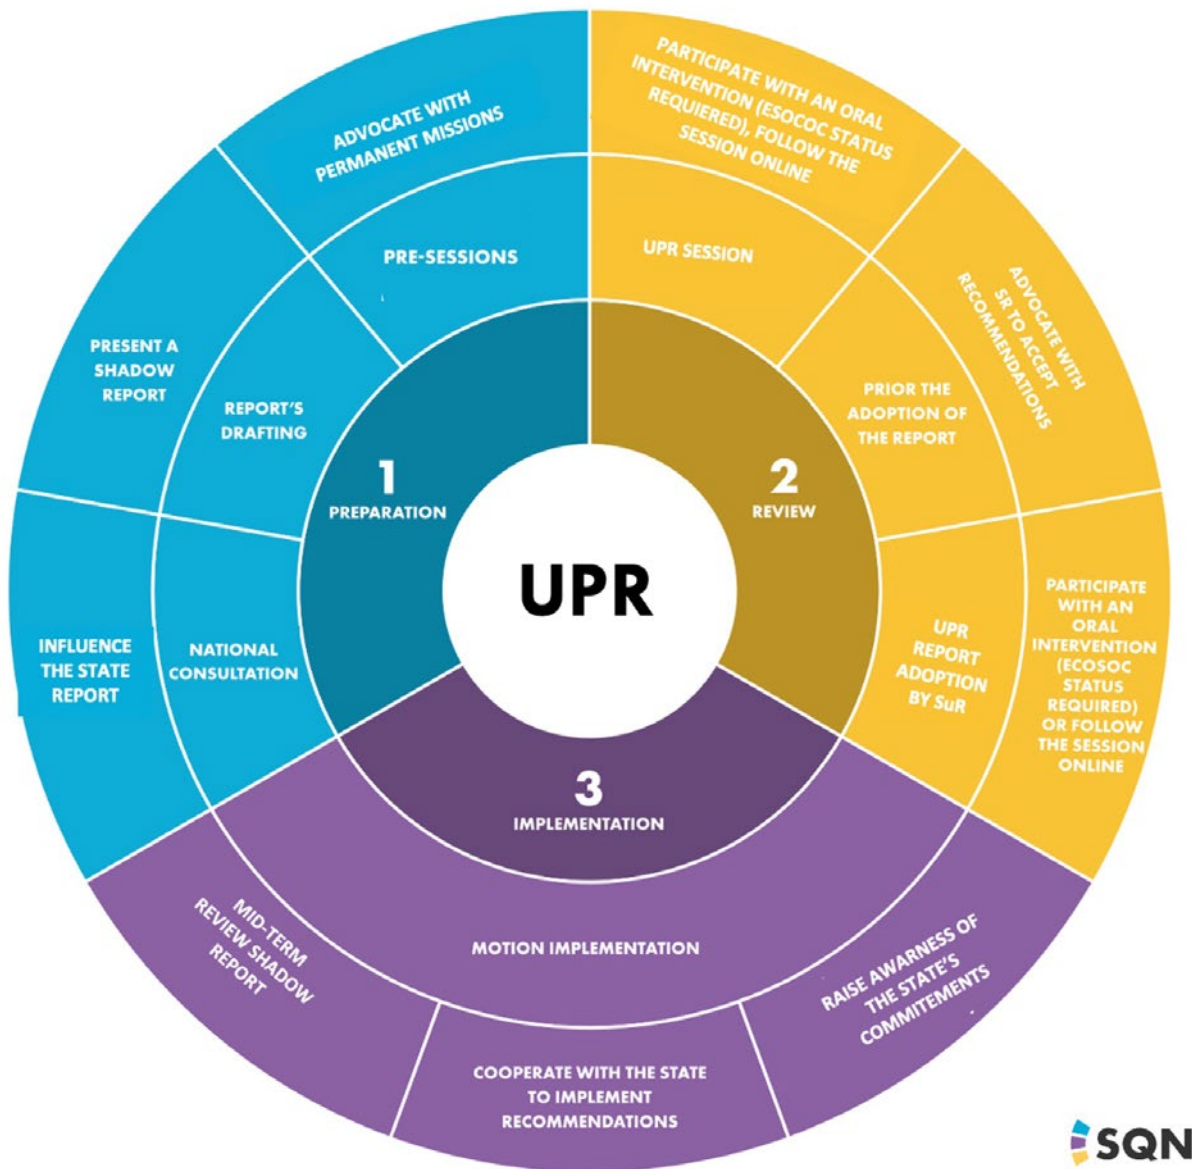 UPR
1
PREPARATION
NATIONAL
CONSULTATION
INFLUENCE
THE STATE
REPORT
REPORT'S
DRAFTING
PRESENT A
SHADOW
REPORT
PRE-SESSIONS
ADVOCATE WITH
PERMANENT MISSIONS
2
REVIEW
UPR SESSION
PARTICIPATE WITH AN ORAL
INTERVENTION (ESOCOC STATUS
REQUIERED), FOLLOW THE
SESSION ONLINE
PRIOR THE
ADOPTION OF
THE REPORT
ADVOCATE WITH
SR TO ACCEPT
RECOMMENDATIONS
UPR
REPORT
ADOPTION
BY SuR
PARTICIPATE
WITH AN
ORAL
INTERVENTION
(ECOSOC
STATUS
REQUIRED)
OR FOLLOW
THE SESSION
ONLINE
3
IMPLEMENTATION
MOTION IMPLEMENTATION
RAISE AWARNESS OF
THE STATE'S
COMMITEMENTS
COOPERATE WITH THE STATE
TO IMPLEMENT
RECOMMENDATIONS
MID-TERM
REVIEW SHADOW
REPORT
SQN